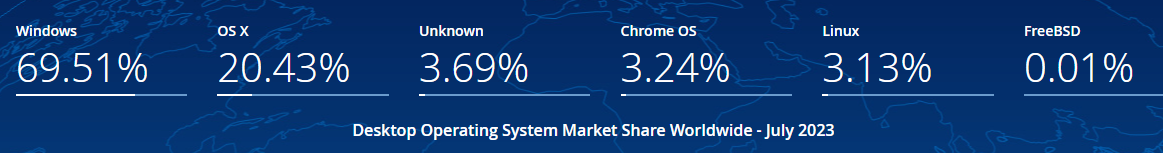 Windows OS X Unknown Chrome OS Linux FreeBSD
69.51% 20.43% 3.69% 3.24% 3.13% 0.01%
Desktop Operating System Market Share Worldwide - July 2023